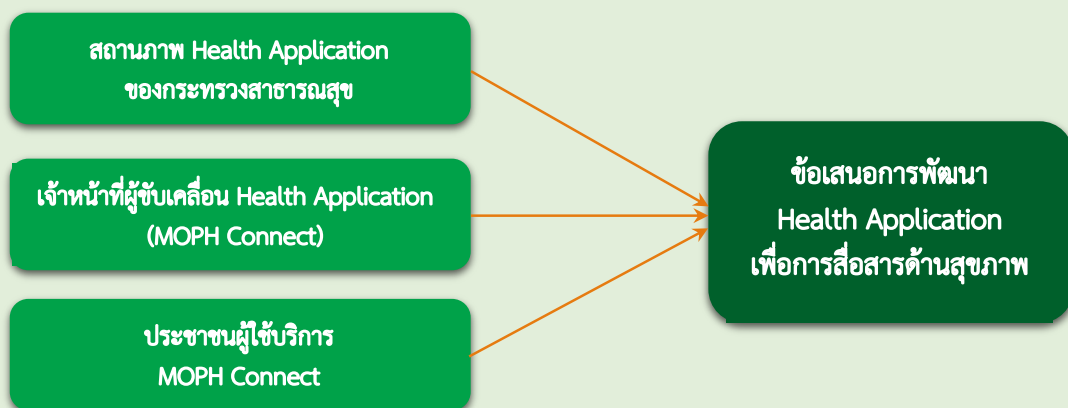 สถานภาพ Health Application
ของกระทรวงสาธารณสุข
เจ้าหน้าที่ผู้ขับเคลื่อน Health Application
(MOPH Connect)
ประชาชนผู้ใช้บริการ
MOPH Connect
ข้อเสนอการพัฒนา
Health Application
เพื่อการสื่อสารด้านสุขภาพ